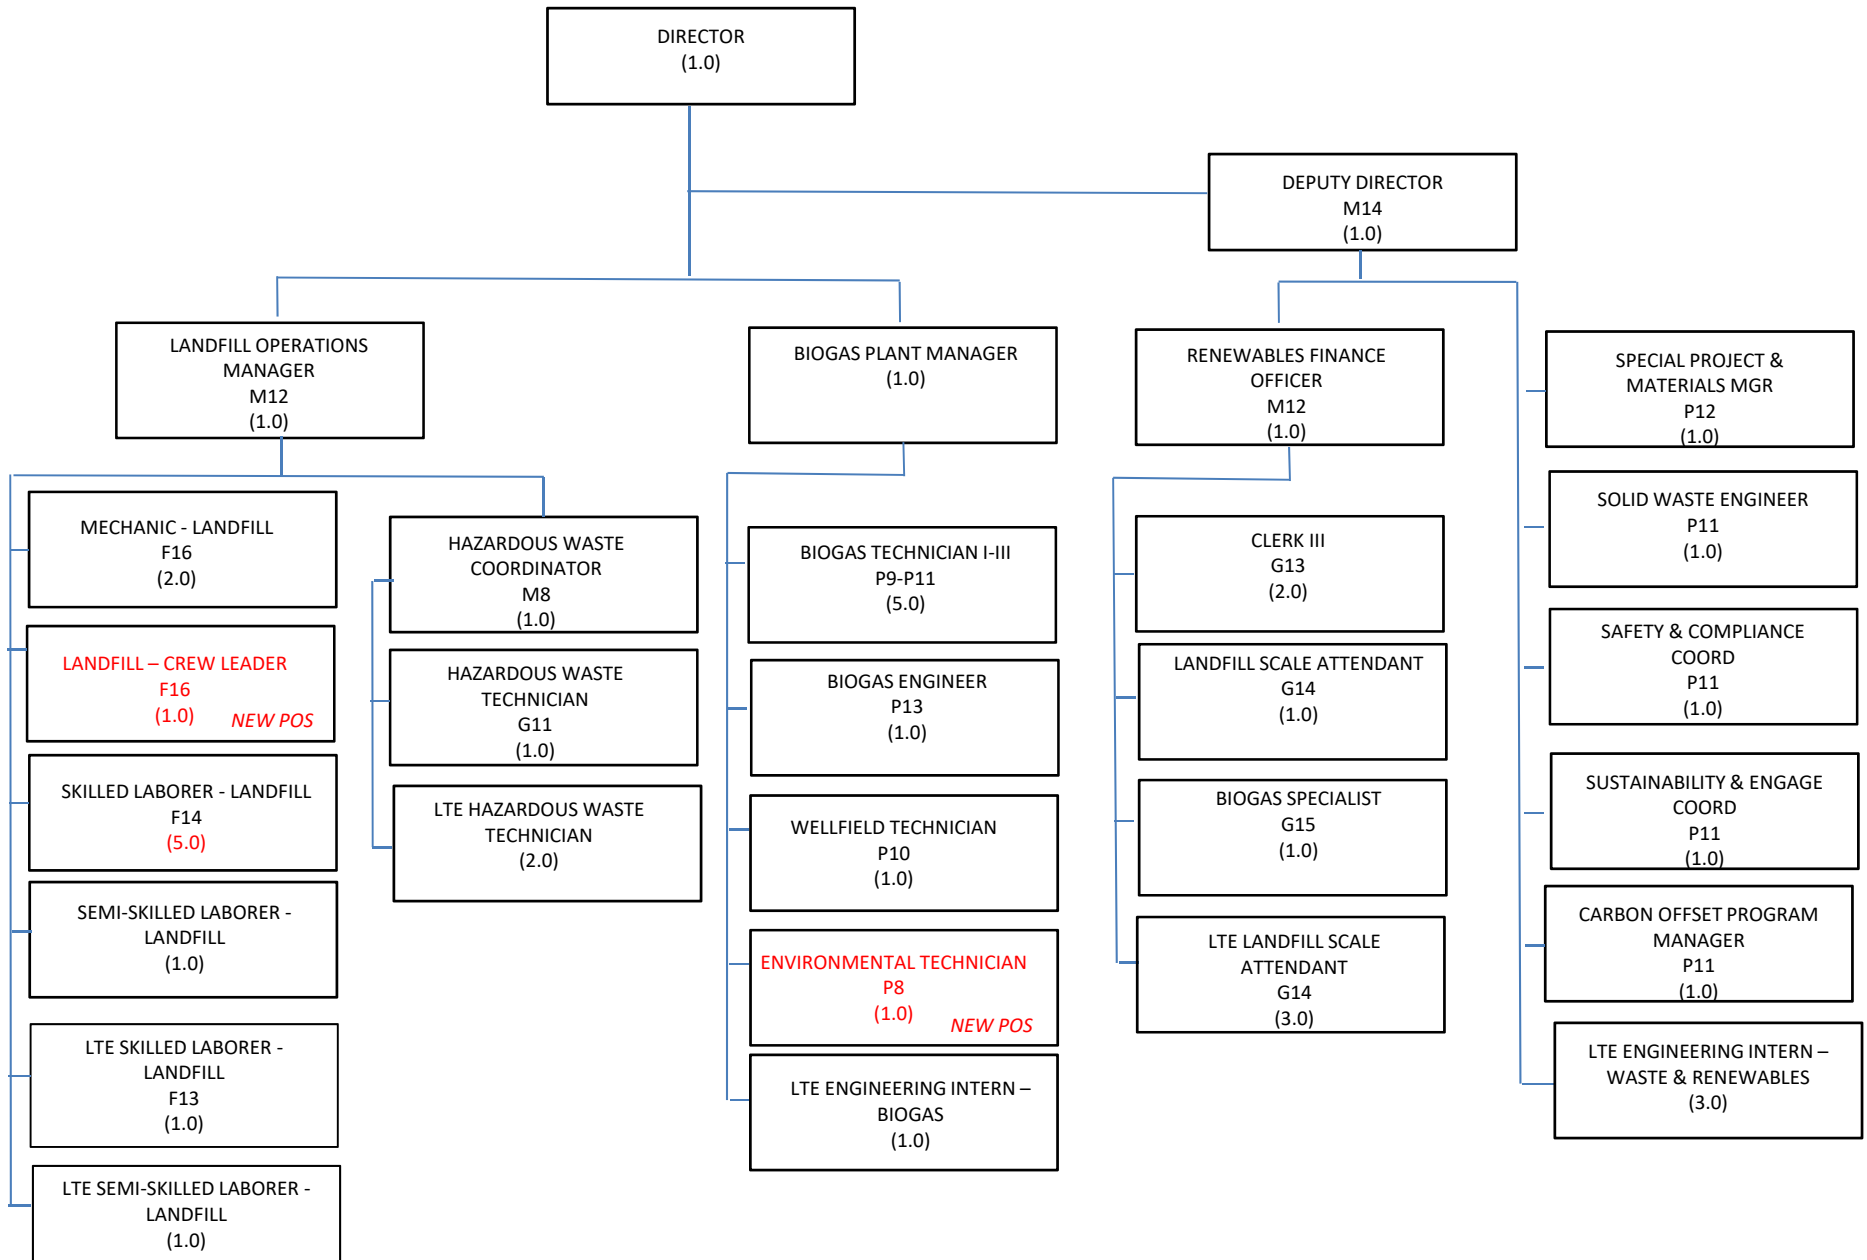 DIRECTOR
(1.0)
DEPUTY DIRECTOR
M14
(1.0)
LANDFILL OPERATIONS
MANAGER
M12
(1.0)
BIOGAS PLANT MANAGER
(1.0)
RENEWABLES FINANCE
OFFICER
M12
(1.0)
SPECIAL PROJECT &
MATERIALS MGR
P12
(1.0)
MECHANIC - LANDFILL
F16
(2.0)
LANDFILL – CREW LEADER
F16
(1.0) NEW POS
SKILLED LABORER - LANDFILL
F14
(5.0)
SEMI-SKILLED LABORER -
LANDFILL
(1.0)
LTE SKILLED LABORER -
LANDFILL
F13
(1.0)
LTE SEMI-SKILLED LABORER -
LANDFILL
(1.0)
HAZARDOUS WASTE
COORDINATOR
M8
(1.0)
HAZARDOUS WASTE
TECHNICIAN
G11
(1.0)
LTE HAZARDOUS WASTE
TECHNICIAN
(2.0)
BIOGAS TECHNICIAN I-III
P9-P11
(5.0)
BIOGAS ENGINEER
P13
(1.0)
WELLFIELD TECHNICIAN
P10
(1.0)
ENVIRONMENTAL TECHNICIAN
P8
(1.0) NEW POS
LTE ENGINEERING INTERN –
BIOGAS
(1.0)
CLERK III
G13
(2.0)
LANDFILL SCALE ATTENDANT
G14
(1.0)
BIOGAS SPECIALIST
G15
(1.0)
LTE LANDFILL SCALE
ATTENDANT
G14
(3.0)
SOLID WASTE ENGINEER
P11
(1.0)
SAFETY & COMPLIANCE
COORD
P11
(1.0)
SUSTAINABILITY & ENGAGE
COORD
P11
(1.0)
CARBON OFFSET PROGRAM
MANAGER
P11
(1.0)
LTE ENGINEERING INTERN –
WASTE & RENEWABLES
(3.0)